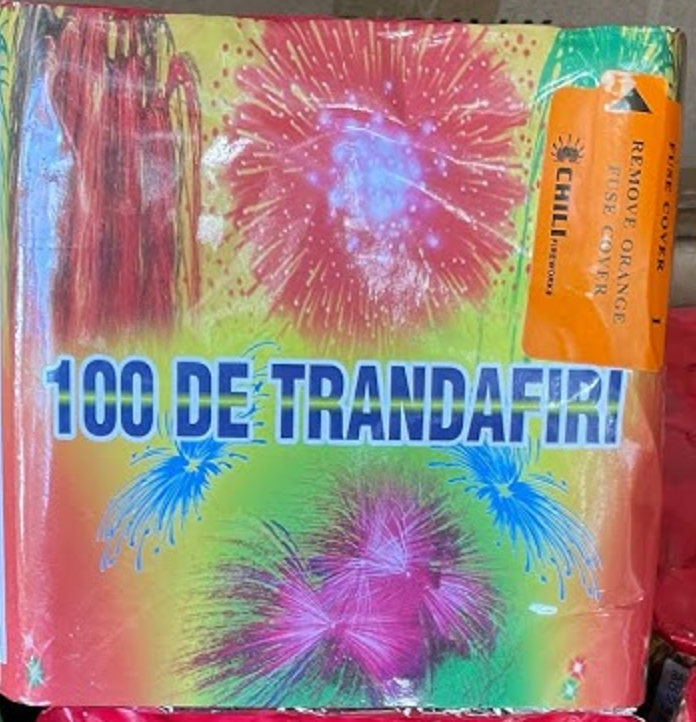 100 DE TRANDAFIRI
FUSE COVER
REMOVE ORANGE
FUSE COVER
CHILI
FIREWORKS